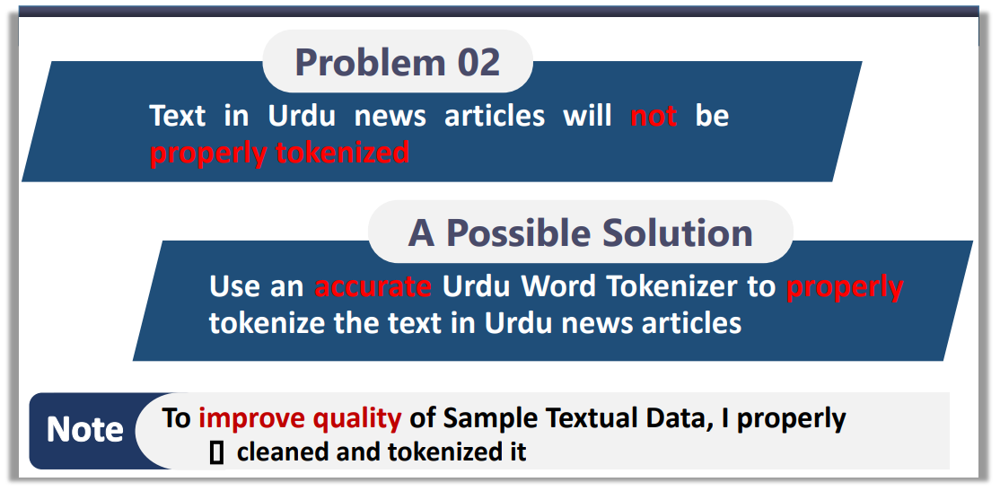 Problem 02
Text in Urdu news articles will not be
properly tokenized
A Possible Solution
Use an accurate Urdu Word Tokenizer to properly
tokenize the text in Urdu news articles
Note
To improve quality of Sample Textual Data, I properly
▯ cleaned and tokenized it